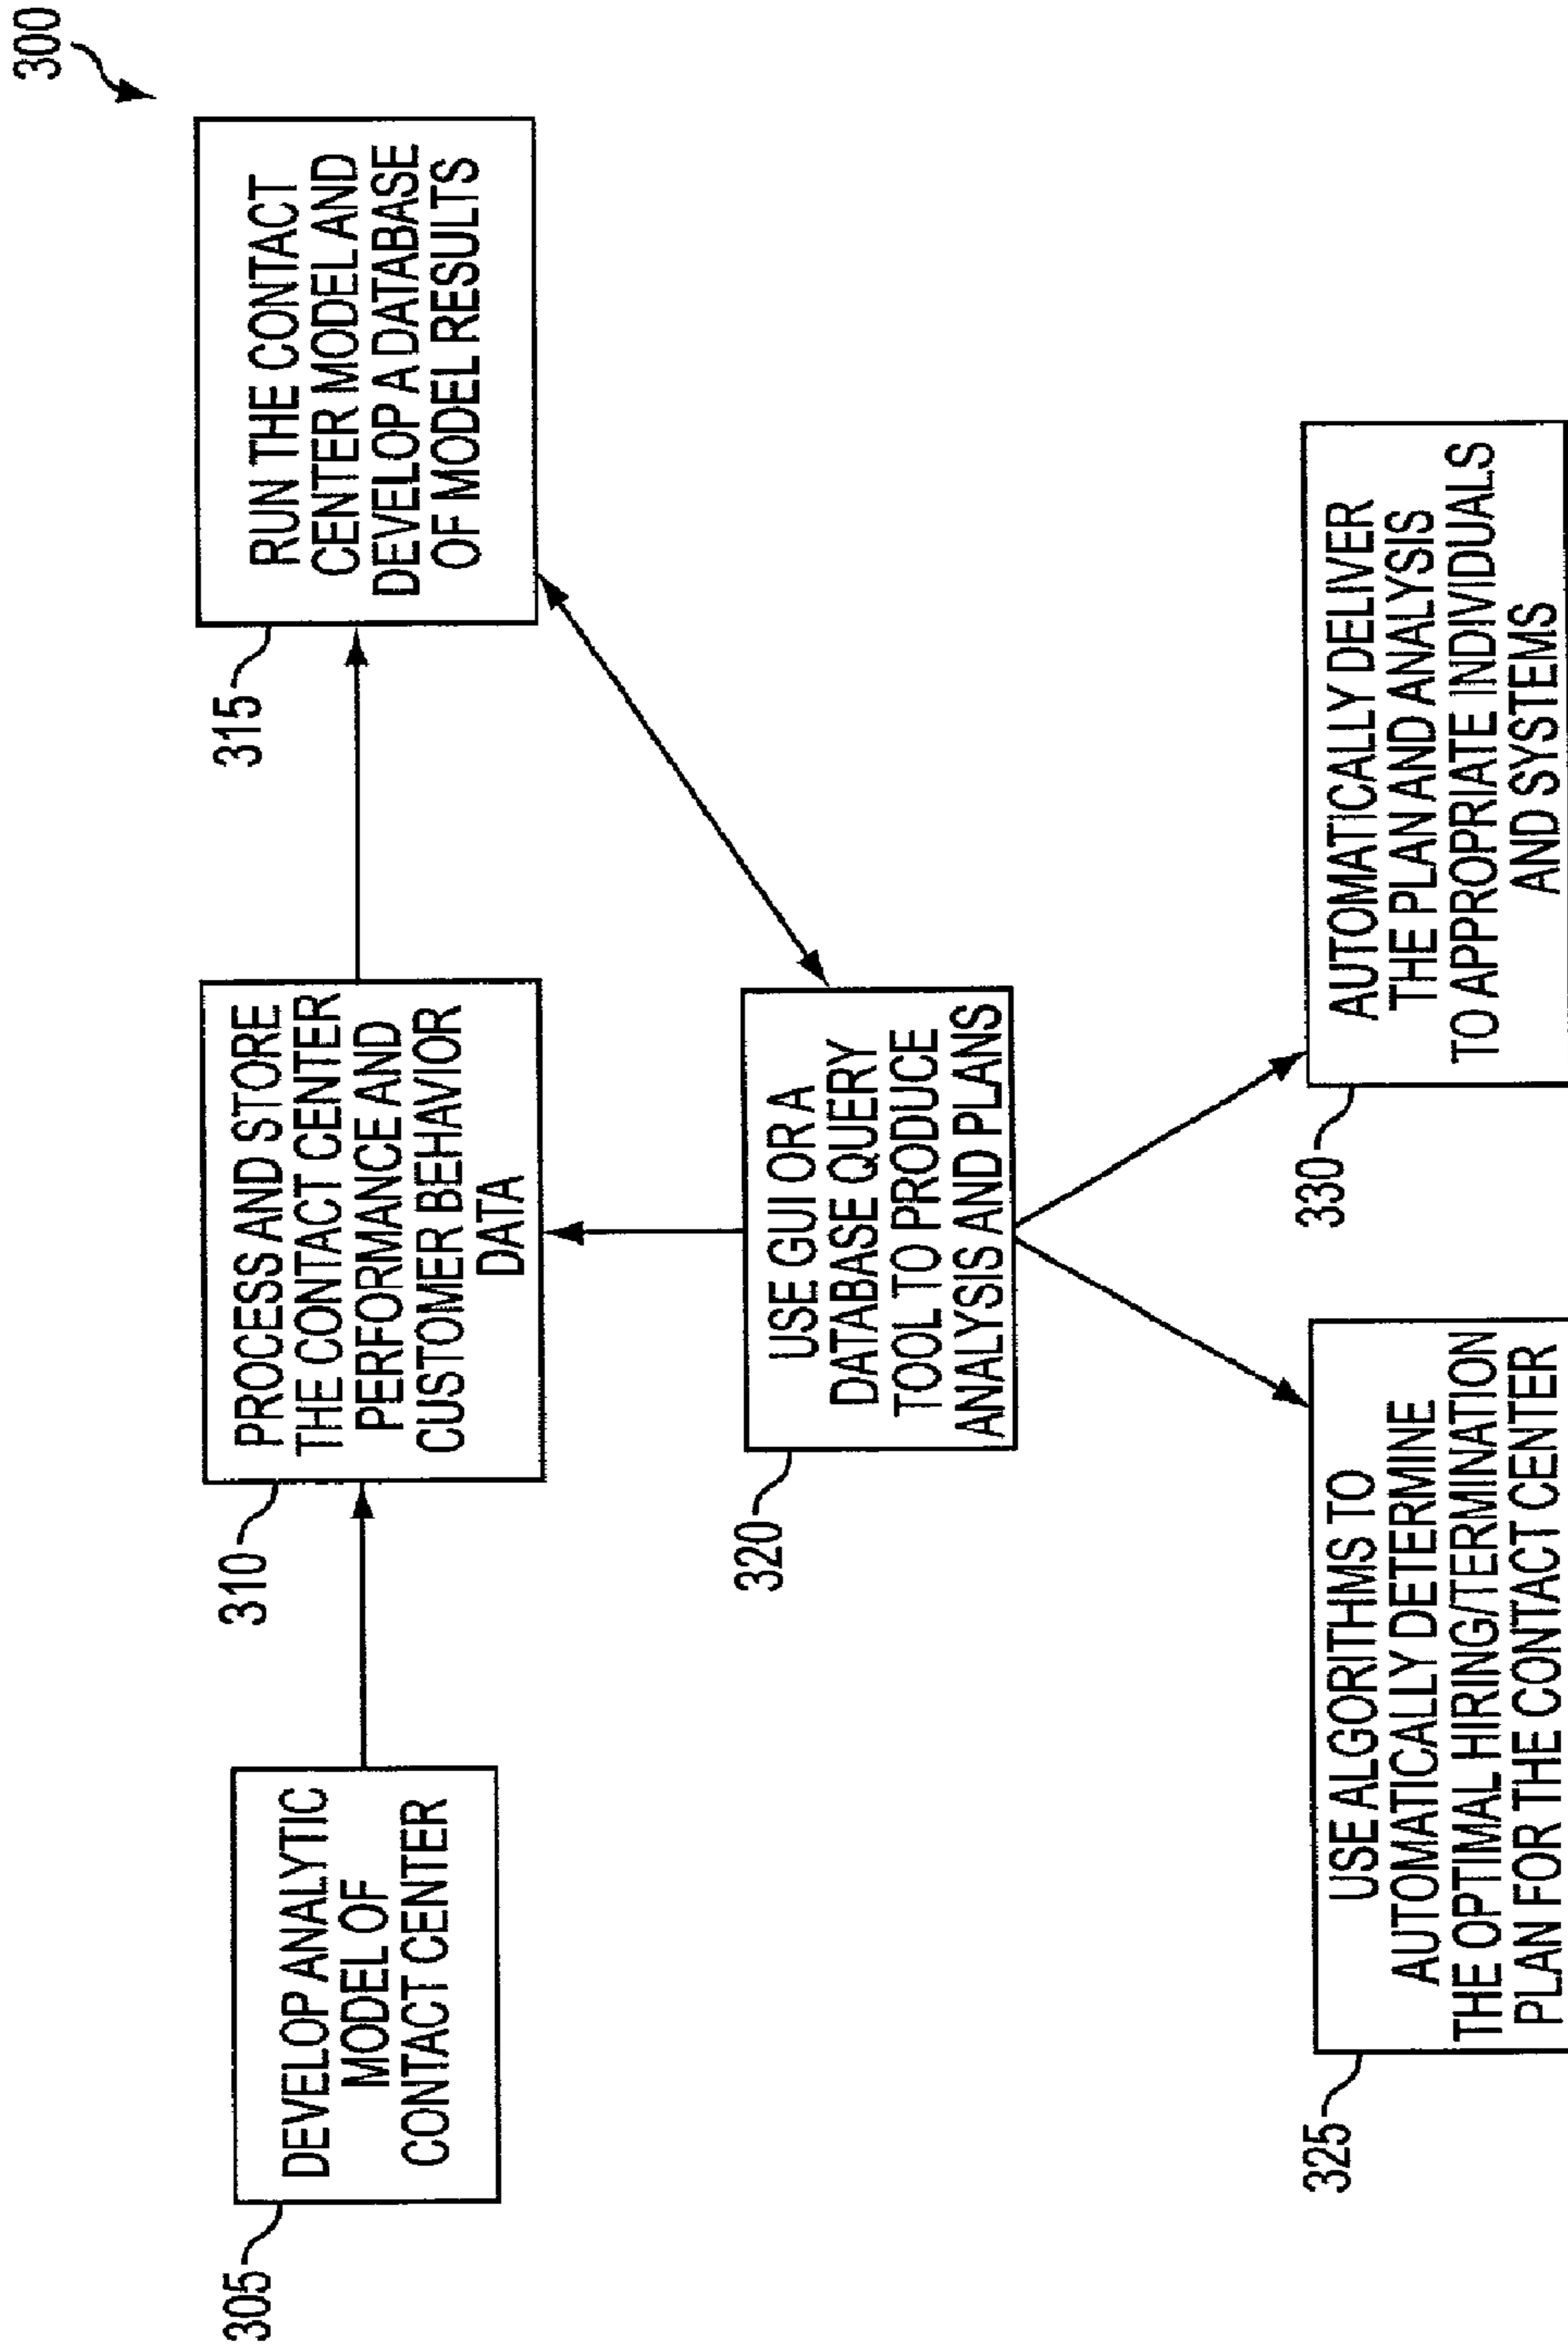 300
305
DEVELOP ANALYTIC
MODEL OF
CONTACT CENTER
310
PROCESS AND STORE
THE CONTACT CENTER
PERFORMANCE AND
CUSTOMER BEHAVIOR
DATA
315
RUN THE CONTACT
CENTER MODEL AND
DEVELOP A DATABASE
OF MODEL RESULTS
320
USE GUI OR A
DATABASE QUERY
TOOL TO PRODUCE
ANALYSIS AND PLANS
325
USE ALGORITHMS TO
AUTOMATICALLY DETERMINE
THE OPTIMAL HIRING/TERMINATION
PLAN FOR THE CONTACT CENTER
330
AUTOMATICALLY DELIVER
THE PLAN AND ANALYSIS
TO APPROPRIATE INDIVIDUALS
AND SYSTEMS